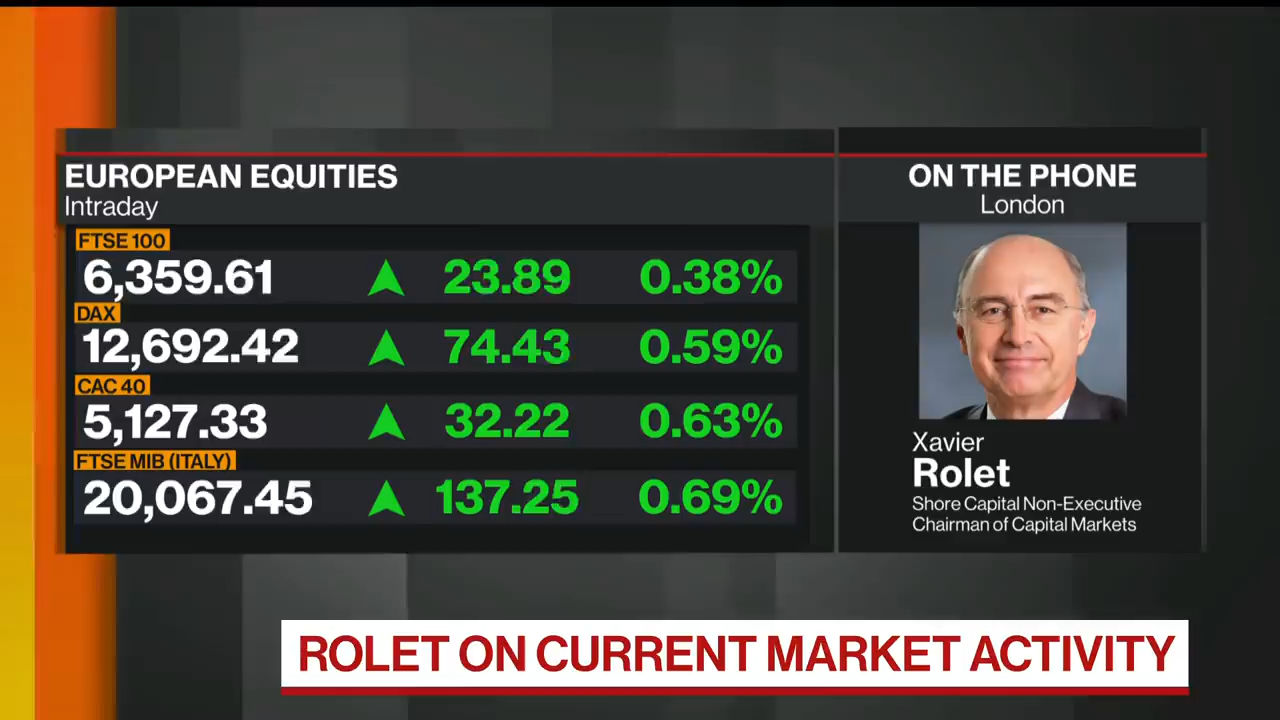 EUROPEAN EQUITIES
Intraday
FTSE 100
6,359.61 ▲ 23.89 0.38%
DAX
12,692.42 ▲ 74.43 0.59%
CAC 40
5,127.33 ▲ 32.22 0.63%
FTSE MIB (ITALY)
20,067.45 ▲ 137.25 0.69%
ON THE PHONE
London
Xavier
Rolet
Shore Capital Non-Executive
Chairman of Capital Markets
ROLET ON CURRENT MARKET ACTIVITY